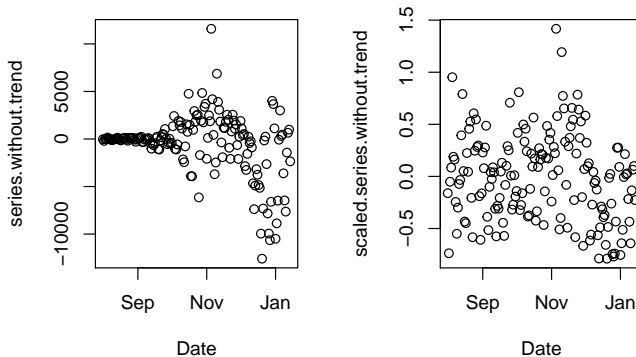 series.without.trend
5000
0
−10000
Sep
Nov
Jan
Date
scaled.series.without.trend
1.5
1.0
0.5
0.0
−0.5
Sep
Nov
Jan
Date